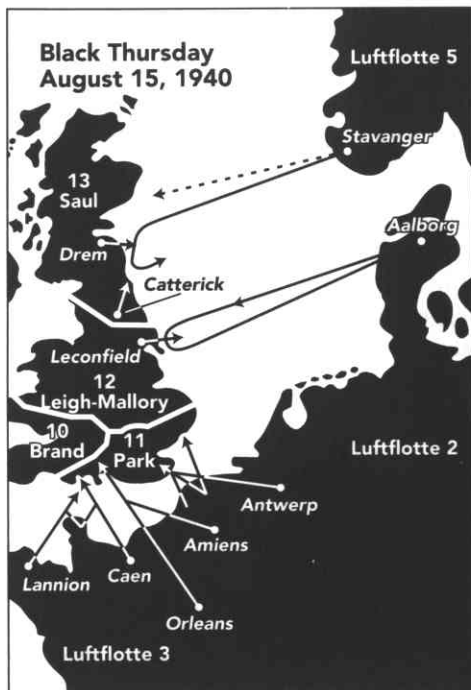 Black Thursday
August 15, 1940
Luftflotte 5
Stavanger
13
Saul
Aalborg
Drem
Catterick
Leconfield
12
Leigh-Mallory
10
Brand
11
Park
Luftflotte 2
Antwerp
Amiens
Lannion
Caen
Orleans
Luftflotte 3